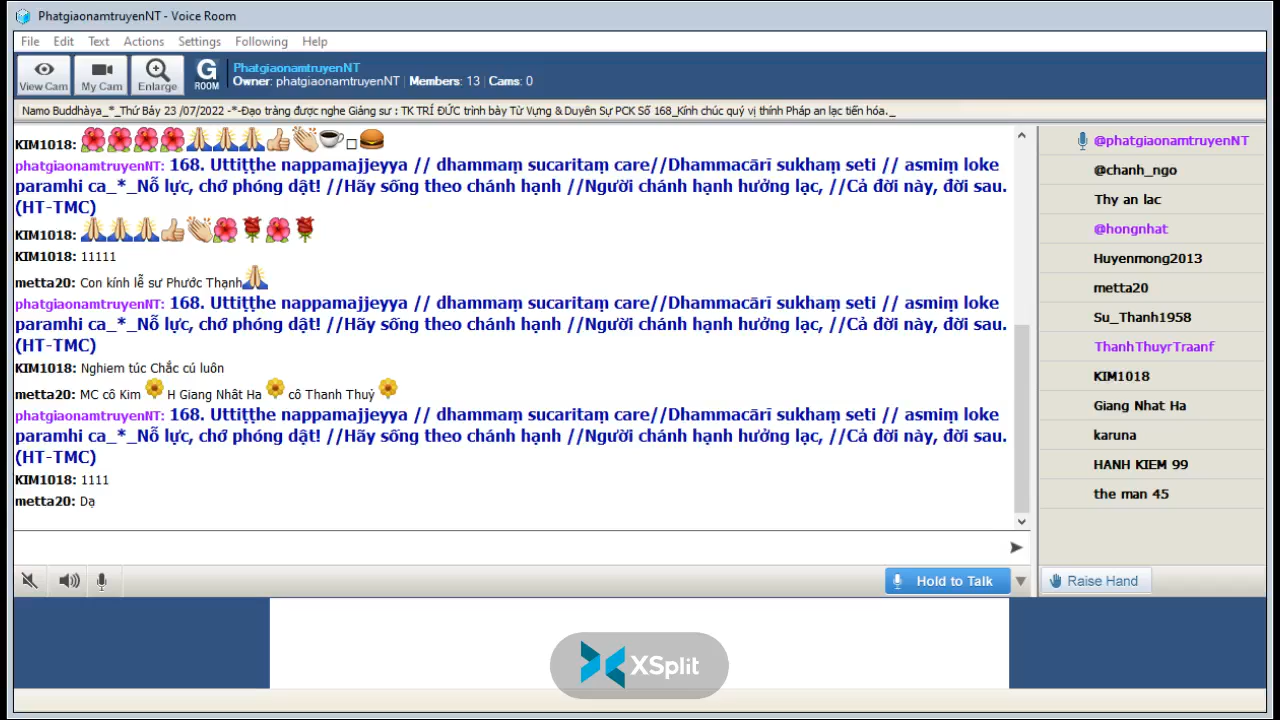 PhatgiaonamtruyenNT - Voice Room
File Edit Text Actions Settings Following Help
View Cam My Cam Enlarge G ROOM
PhatgiaonamtruyenNT
Owner: phatgiaonamtruyenNT | Members: 13 | Cams: 0
Namo Buddhàya_*_Thứ Bảy 23 /07/2022 -*-Đạo tràng được nghe Giảng sư : TK TRÍ ĐỨC trình bày Từ Vựng & Duyên Sự PCK Số 168_Kính chúc quý vị thính Pháp an lạc tiến hóa._
KIM1018: 🌺🌺🌺🌺🙏🙏🙏👍👏☕□🍔
phatgiaonamtruyenNT: 168. Uttiṭṭhe nappamajjeyya // dhammaṃ sucaritaṃ care//Dhammacārī sukhaṃ seti // asmiṃ loke
paramhi ca_*_Nỗ lực, chớ phóng dật! //Hãy sống theo chánh hạnh //Người chánh hạnh hưởng lạc, //Cả đời này, đời sau.
(HT-TMC)
KIM1018: 🙏🙏🙏👍👏🌺🌹🌺🌹
KIM1018: 11111
metta20: Con kính lễ sư Phước Thạnh🙏
phatgiaonamtruyenNT: 168. Uttiṭṭhe nappamajjeyya // dhammaṃ sucaritaṃ care//Dhammacārī sukhaṃ seti // asmiṃ loke
paramhi ca_*_Nỗ lực, chớ phóng dật! //Hãy sống theo chánh hạnh //Người chánh hạnh hưởng lạc, //Cả đời này, đời sau.
(HT-TMC)
KIM1018: Nghiem túc Chắc cú luôn
metta20: MC cô Kim 🌼 H Giang Nhât Ha 🌼 cô Thanh Thuỷ 🌼
phatgiaonamtruyenNT: 168. Uttiṭṭhe nappamajjeyya // dhammaṃ sucaritaṃ care//Dhammacārī sukhaṃ seti // asmiṃ loke
paramhi ca_*_Nỗ lực, chớ phóng dật! //Hãy sống theo chánh hạnh //Người chánh hạnh hưởng lạc, //Cả đời này, đời sau.
(HT-TMC)
KIM1018: 1111
metta20: Dạ
@phatgiaonamtruyenNT
@chanh_ngo
Thy an lac
@hongnhat
Huyenmong2013
metta20
Su_Thanh1958
ThanhThuyrTraanf
KIM1018
Giang Nhat Ha
karuna
HANH KIEM 99
the man 45
Hold to Talk
Raise Hand
XSplit